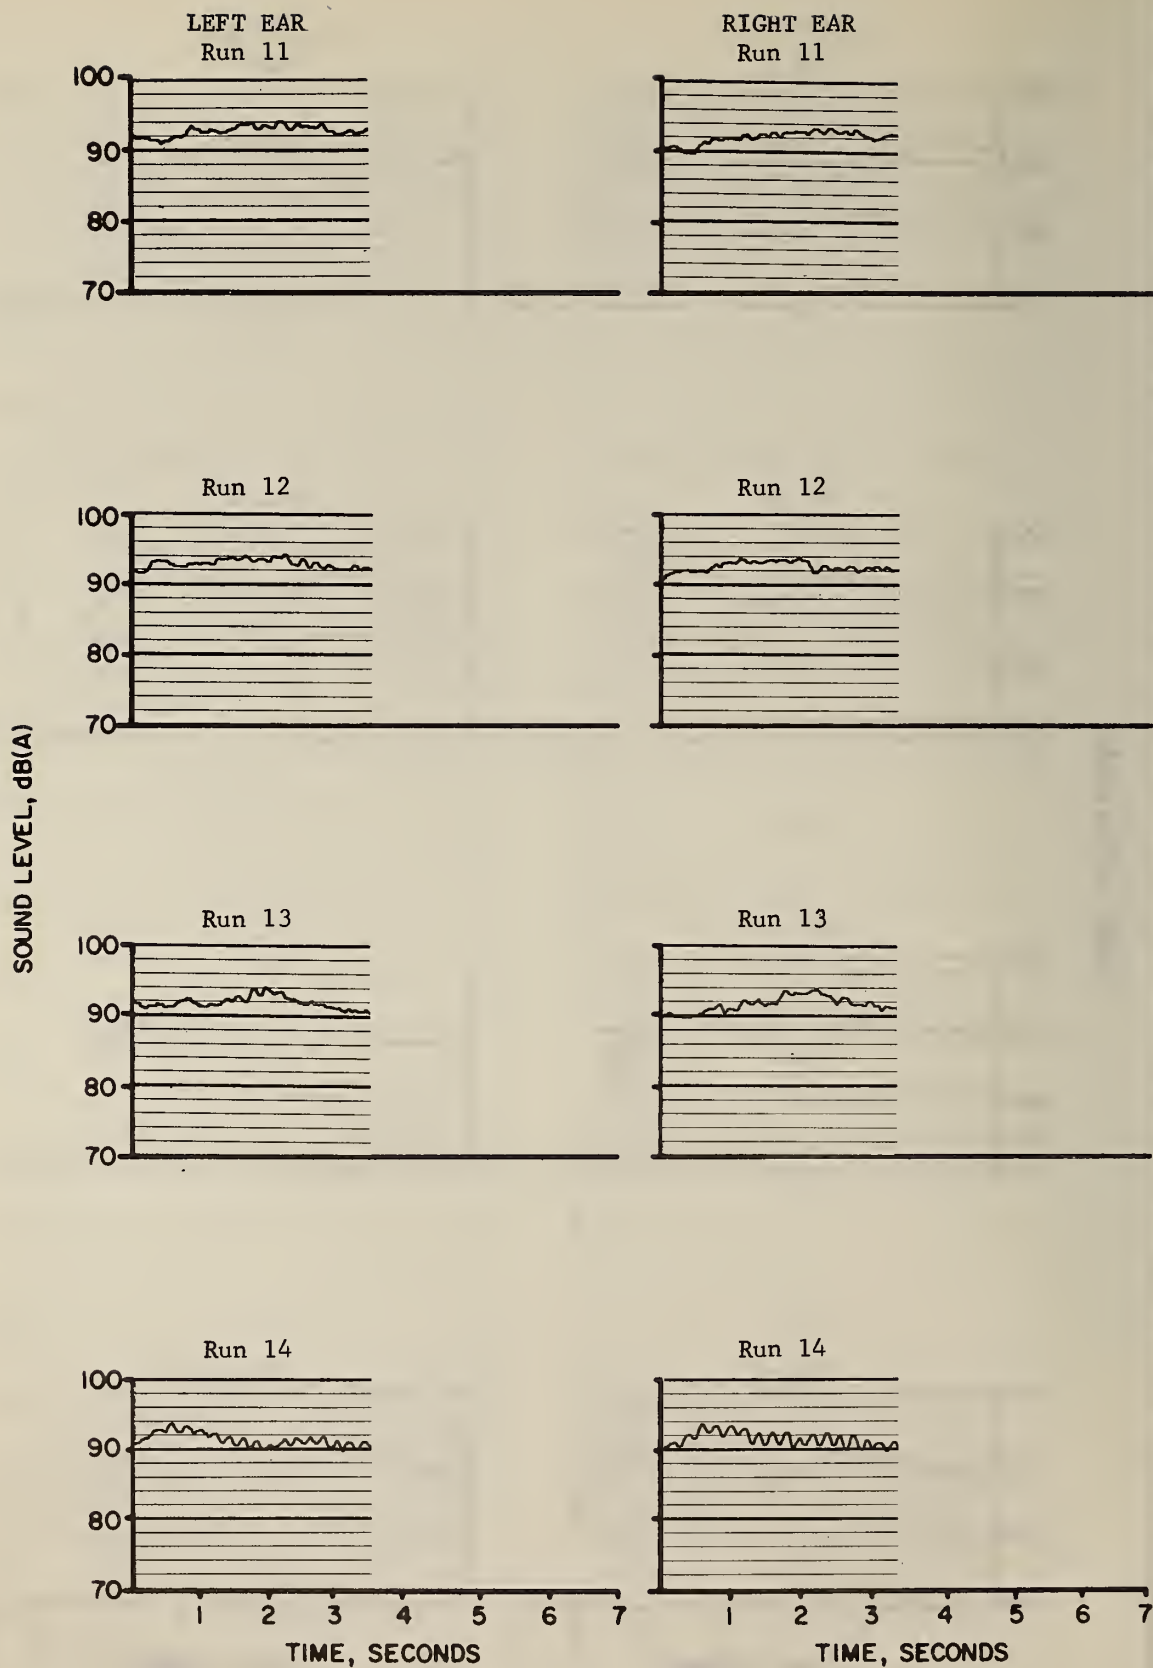 LEFT EAR
Run 11
RIGHT EAR
Run 11
100
90
80
70
Run 12
Run 12
100
90
80
70
SOUND LEVEL, dB(A)
Run 13
Run 13
100
90
80
70
Run 14
Run 14
100
90
80
70
1 2 3 4 5 6 7
1 2 3 4 5 6 7
TIME, SECONDS
TIME, SECONDS